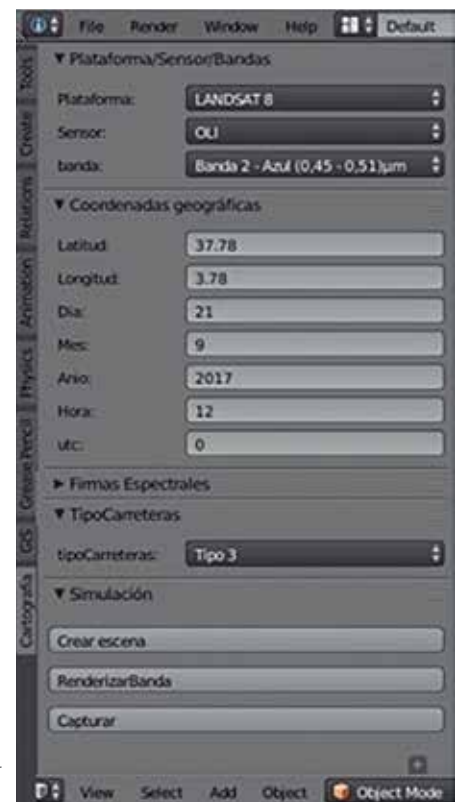 File Render Window Help Default
Tools
Create
Relations
Animation
Physics
Grease Pencil
GIS
Cartografía
▼ Plataforma/Sensor/Bandas
Plataforma: LANDSAT 8
Sensor: OLI
banda: Banda 2 - Azul (0,45 - 0,51)µm
▼ Coordenadas geográficas
Latitud: 37.78
Longitud: 3.78
Dia: 21
Mes: 9
Anio: 2017
Hora: 12
utc: 0
► Firmas Espectrales
▼ TipoCarreteras
tipoCarreteras: Tipo 3
▼ Simulación
Crear escena
RenderizarBanda
Capturar
View Select Add Object Object Mode